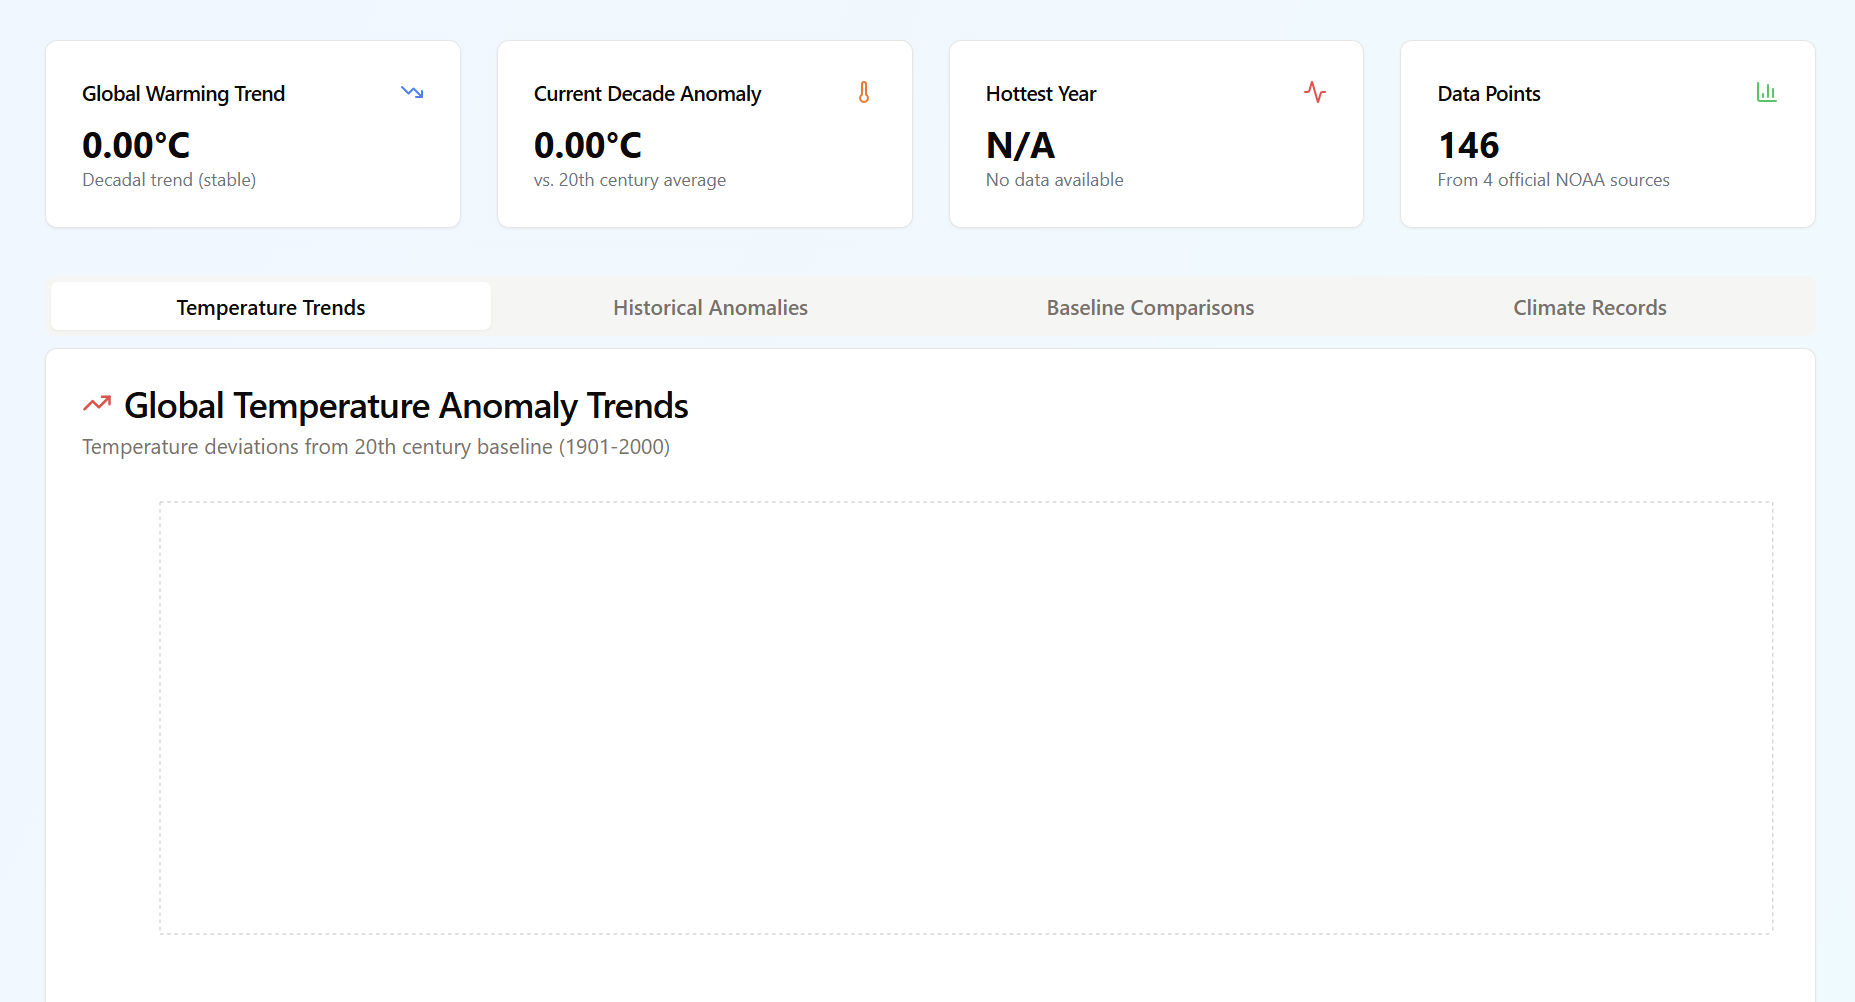 Global Warming Trend
0.00°C
Decadal trend (stable)
Current Decade Anomaly
0.00°C
vs. 20th century average
Hottest Year
N/A
No data available
Data Points
146
From 4 official NOAA sources
Temperature Trends
Historical Anomalies
Baseline Comparisons
Climate Records
Global Temperature Anomaly Trends
Temperature deviations from 20th century baseline (1901-2000)